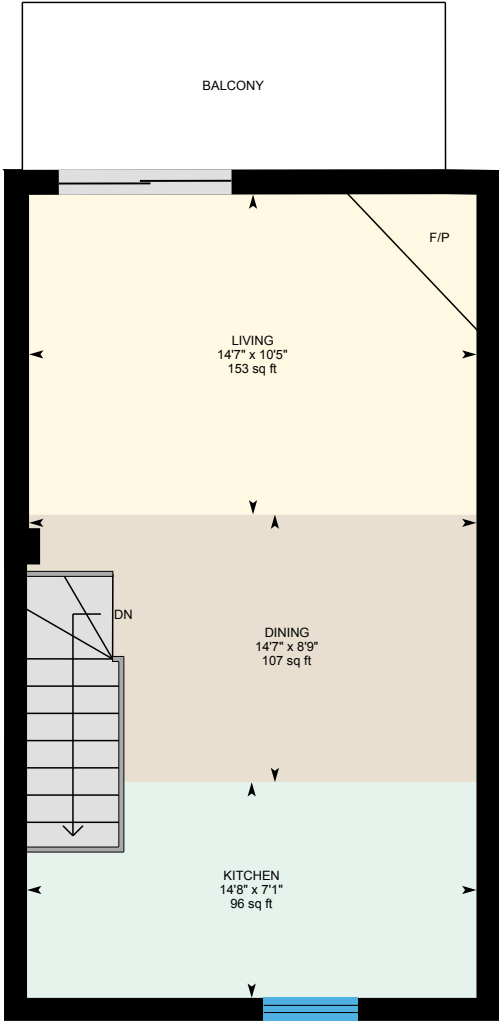 BALCONY
F/P
LIVING
14'7" x 10'5"
153 sq ft
DN
DINING
14'7" x 8'9"
107 sq ft
KITCHEN
14'8" x 7'1"
96 sq ft